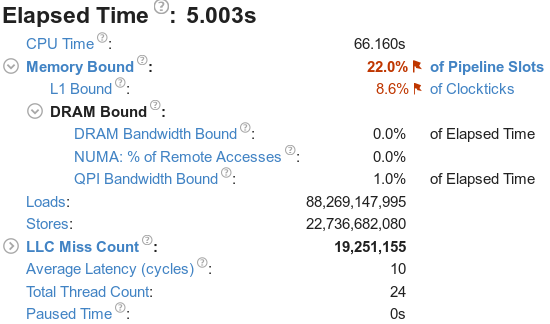 Elapsed Time ?: 5.003s
CPU Time ?: 66.160s
Memory Bound ?: 22.0% of Pipeline Slots
L1 Bound ?: 8.6% of Clockticks
DRAM Bound ?:
DRAM Bandwidth Bound ?: 0.0% of Elapsed Time
NUMA: % of Remote Accesses ?: 0.0%
QPI Bandwidth Bound ?: 1.0% of Elapsed Time
Loads: 88,269,147,995
Stores: 22,736,682,080
LLC Miss Count ?: 19,251,155
Average Latency (cycles) ?: 10
Total Thread Count: 24
Paused Time ?: 0s